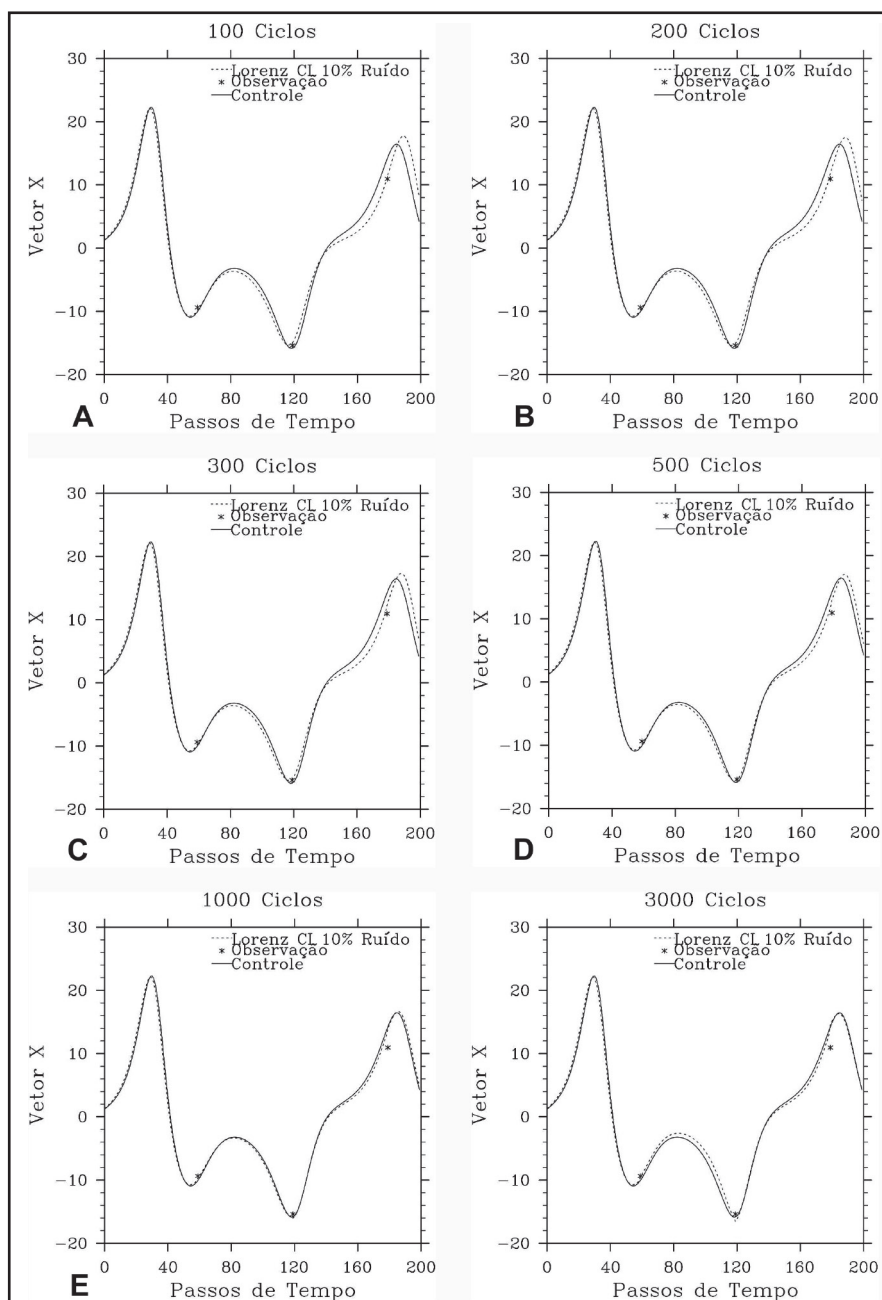 100 Ciclos
Lorenz CL 10% Ruído
Observação
Controle
Vetor X
30
20
10
0
−10
−20
0 40 80 120 160 200
A
Passos de Tempo
200 Ciclos
Lorenz CL 10% Ruído
Observação
Controle
Vetor X
30
20
10
0
−10
−20
0 40 80 120 160 200
B
Passos de Tempo
300 Ciclos
Lorenz CL 10% Ruído
Observação
Controle
Vetor X
30
20
10
0
−10
−20
0 40 80 120 160 200
C
Passos de Tempo
500 Ciclos
Lorenz CL 10% Ruído
Observação
Controle
Vetor X
30
20
10
0
−10
−20
0 40 80 120 160 200
D
Passos de Tempo
1000 Ciclos
Lorenz CL 10% Ruído
Observação
Controle
Vetor X
30
20
10
0
−10
−20
0 40 80 120 160 200
E
Passos de Tempo
3000 Ciclos
Lorenz CL 10% Ruído
Observação
Controle
Vetor X
30
20
10
0
−10
−20
0 40 80 120 160 200
Passos de Tempo